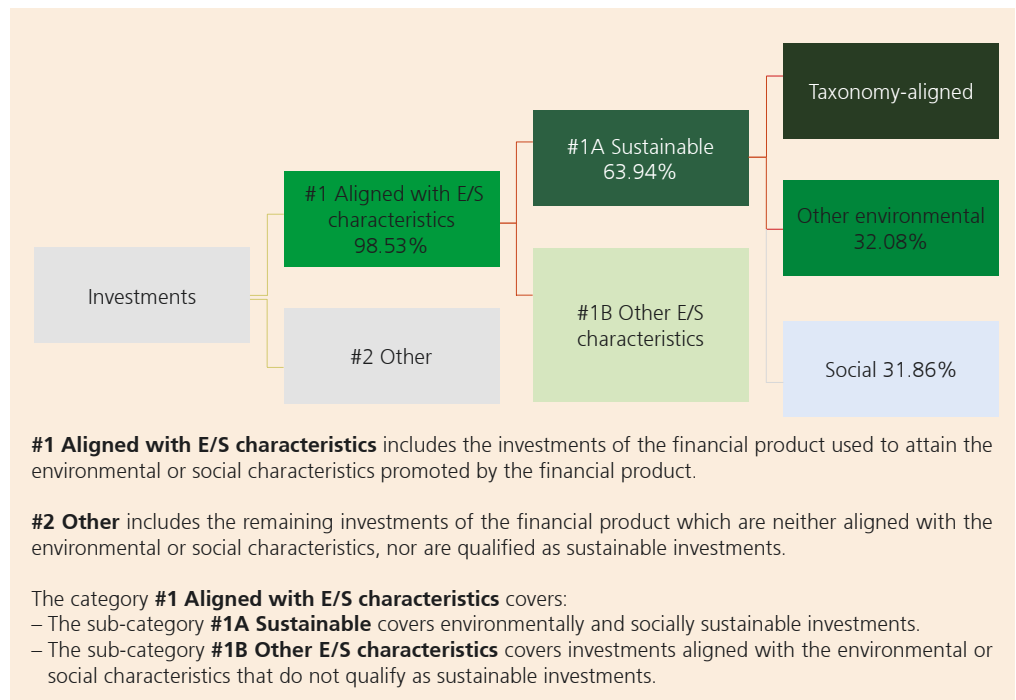 Taxonomy-aligned
#1A Sustainable
63.94%
#1 Aligned with E/S
characteristics
98.53%
Other environmental
32.08%
Investments
#1B Other E/S
characteristics
#2 Other
Social 31.86%
#1 Aligned with E/S characteristics includes the investments of the financial product used to attain the
environmental or social characteristics promoted by the financial product.
#2 Other includes the remaining investments of the financial product which are neither aligned with the
environmental or social characteristics, nor are qualified as sustainable investments.
The category #1 Aligned with E/S characteristics covers:
– The sub-category #1A Sustainable covers environmentally and socially sustainable investments.
– The sub-category #1B Other E/S characteristics covers investments aligned with the environmental or
social characteristics that do not qualify as sustainable investments.